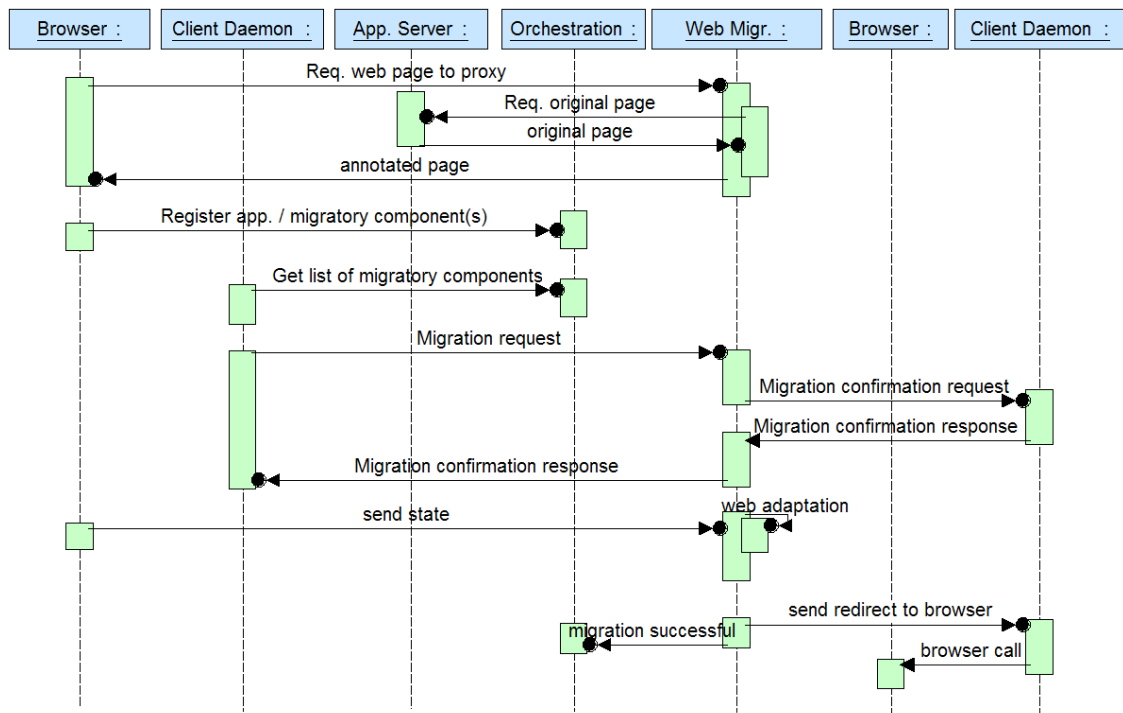 Browser :
Client Daemon :
App. Server :
Orchestration :
Web Migr. :
Browser :
Client Daemon :
Req. web page to proxy
Req. original page
original page
annotated page
Register app. / migratory component(s)
Get list of migratory components
Migration request
Migration confirmation request
Migration confirmation response
Migration confirmation response
web adaptation
send state
send redirect to browser
migration successful
browser call